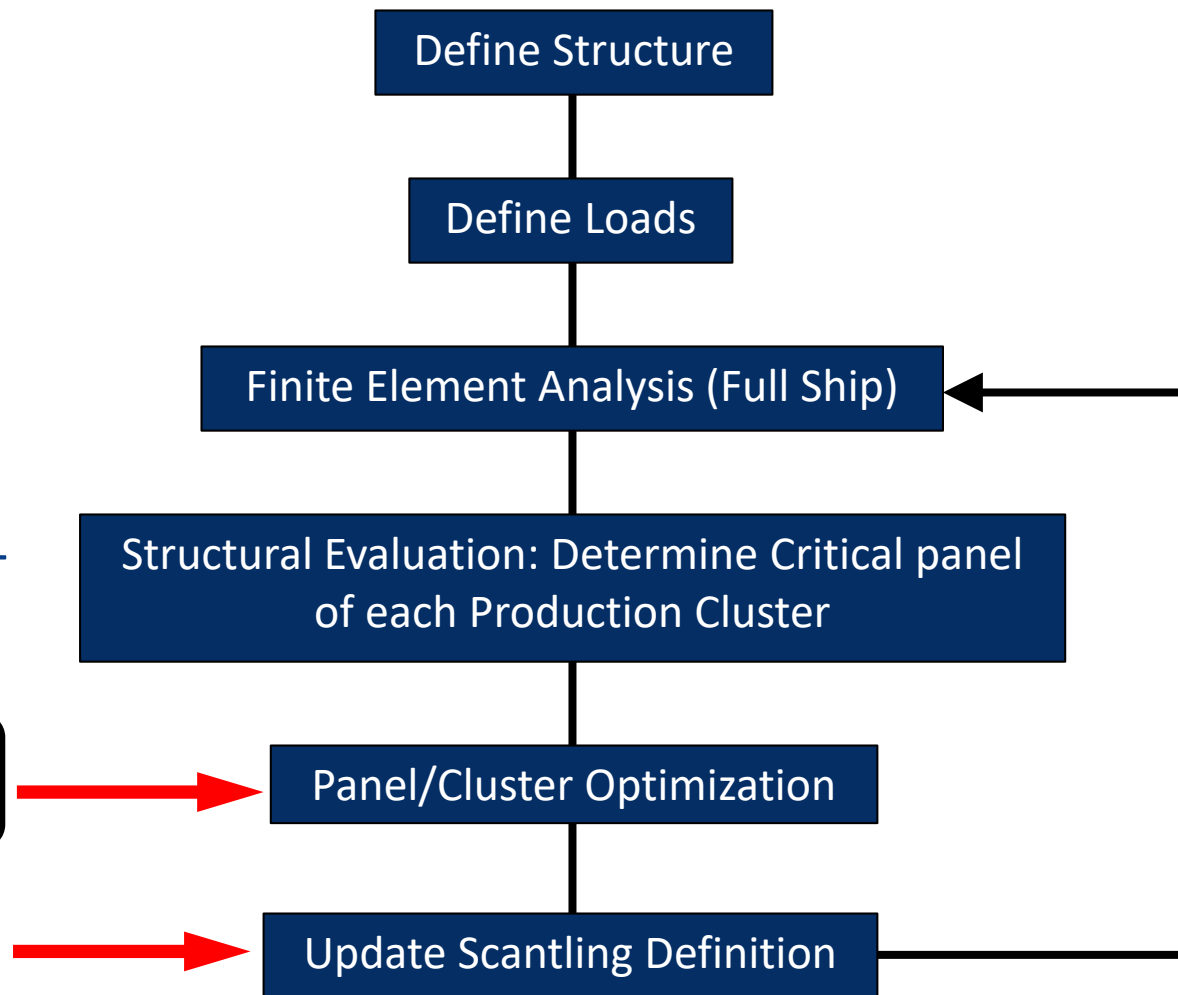 Define Structure
Define Loads
Finite Element Analysis (Full Ship)
Structural Evaluation: Determine Critical panel
of each Production Cluster
Panel/Cluster Optimization
Update Scantling Definition